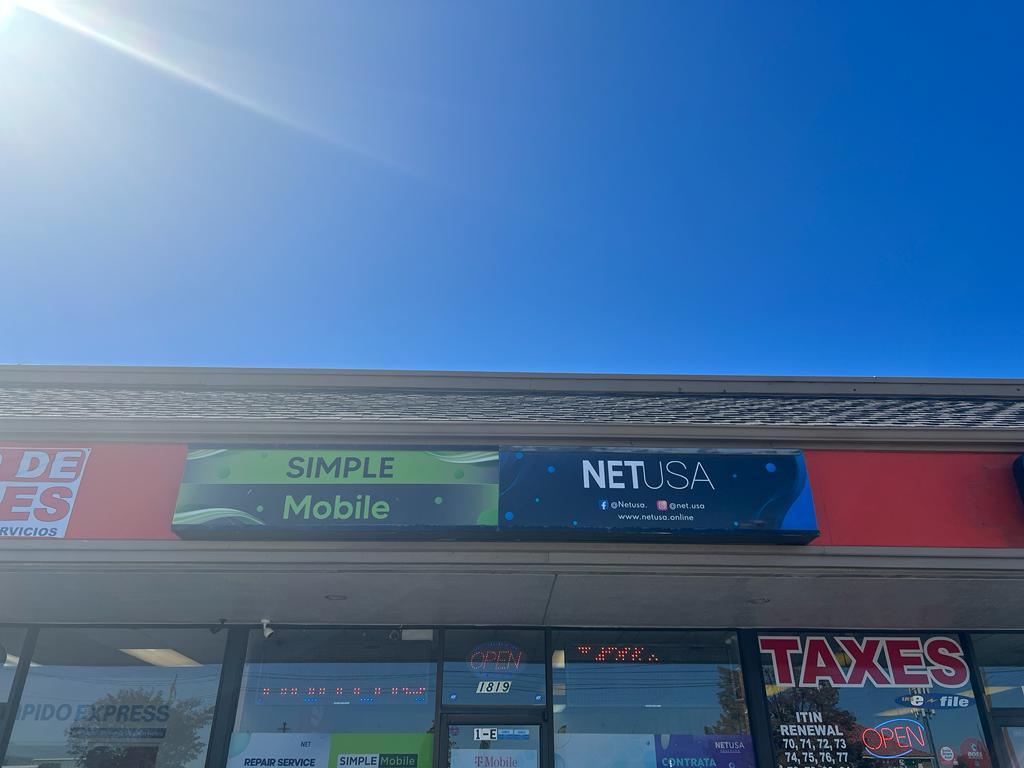 DE
ES
RVICIOS
SIMPLE
Mobile
NETUSA
@Netusa. @net.usa
www.netusa.online
APIDO EXPRESS
OPEN
1819
1-E
T Mobile
NET
REPAIR SERVICE
SIMPLE Mobile
NETUSA
CONTRATA
TAXES
e-file
ITIN
RENEWAL
70, 71, 72, 73
74, 75, 76, 77
OPEN